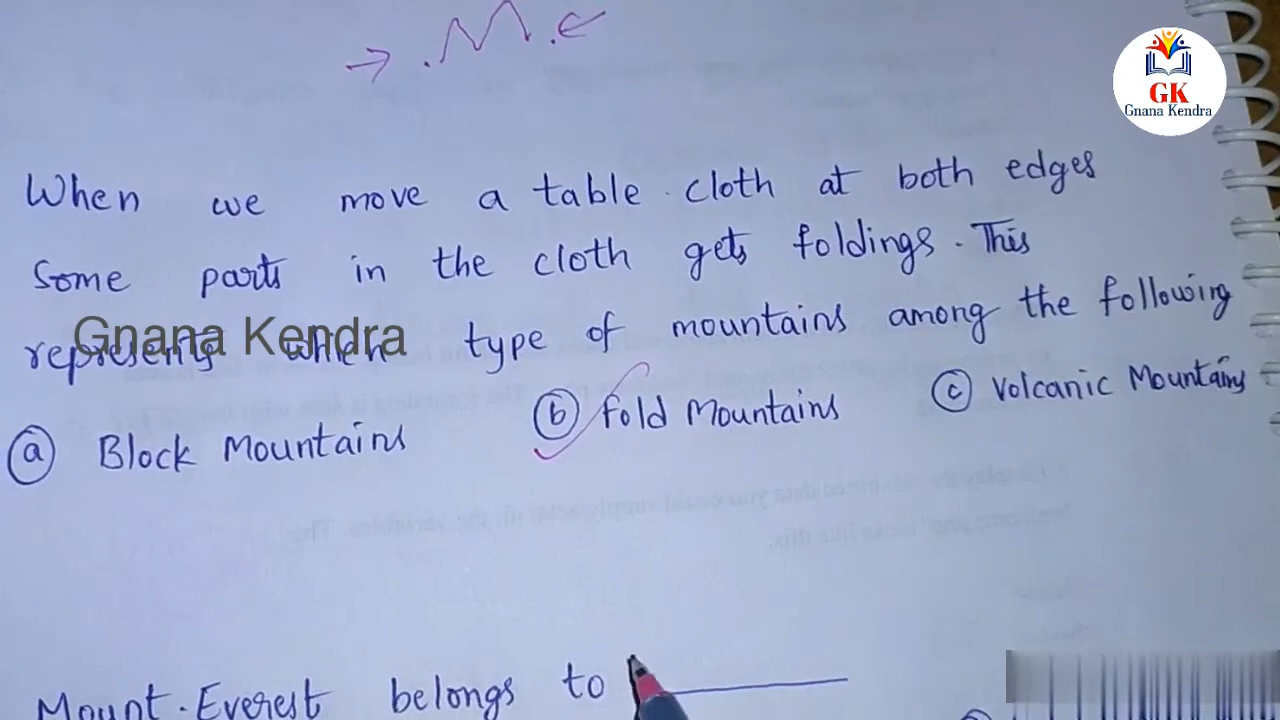 → . M.e
GK
Gnana Kendra
When we move a table cloth at both edges
Some parts in the cloth gets foldings. This
represents when type of mountains among the following
Gnana Kendra
ⓐ Block Mountains ⓑ Fold Mountains ⓒ Volcanic Mountains
Mount. Everest belongs to ________